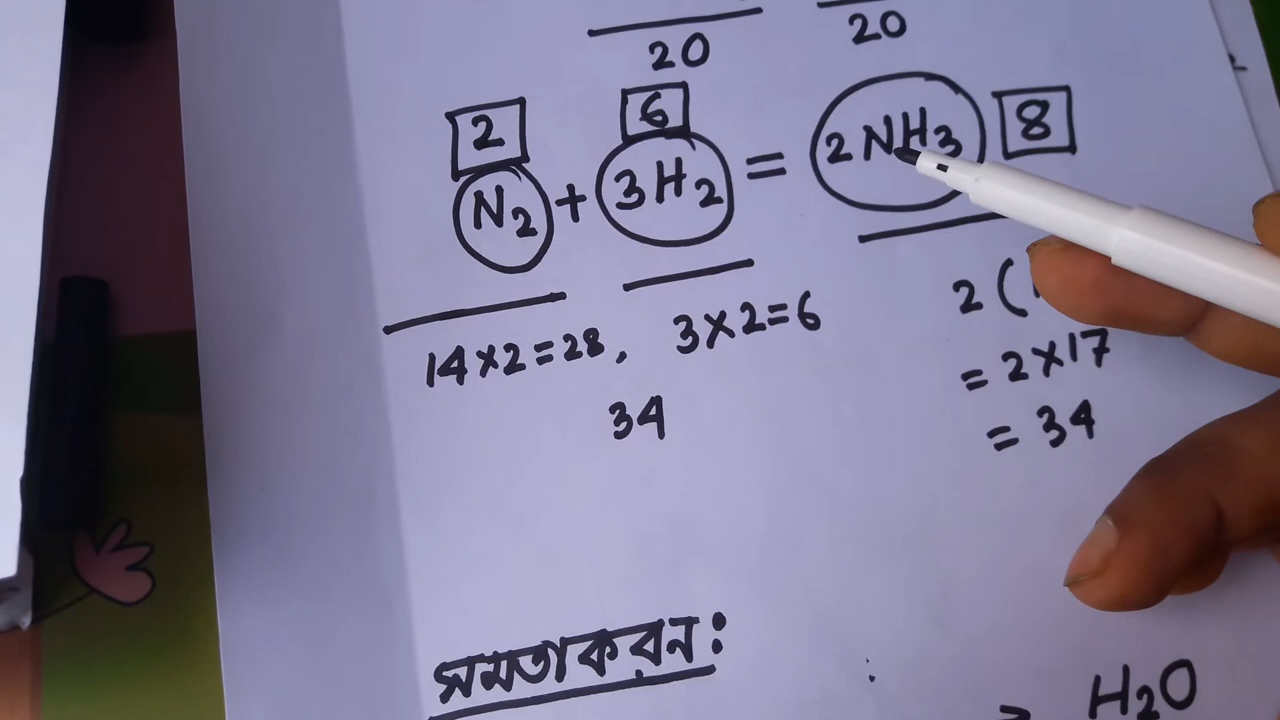 20 20
2 6
N2 + 3H2 = 2NH3 8
14×2=28, 3×2=6 2(
34 = 2×17
= 34
সমতাকরন:
H2O